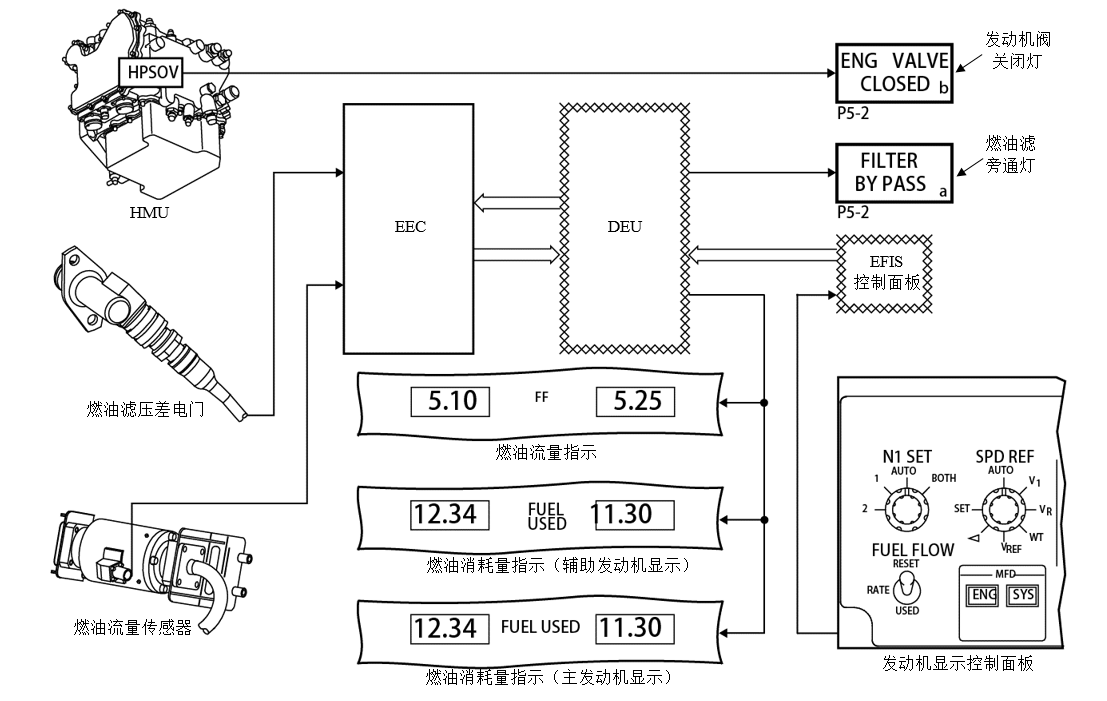 HPSOV
HMU
ENG VALVE
CLOSED b
P5-2
发动机阀
关闭灯
FILTER
BY PASS a
P5-2
燃油滤
旁通灯
EEC
DEU
EFIS
控制面板
燃油滤压差电门
5.10 FF 5.25
燃油流量指示
12.34 FUEL
USED 11.30
燃油消耗量指示（辅助发动机显示）
12.34 FUEL USED 11.30
燃油消耗量指示（主发动机显示）
燃油流量传感器
N1 SET
AUTO
1
BOTH
2
SPD REF
AUTO
V1
SET
VR
WT
VREF
FUEL FLOW
RESET
RATE
USED
MFD
ENG
SYS
发动机显示控制面板